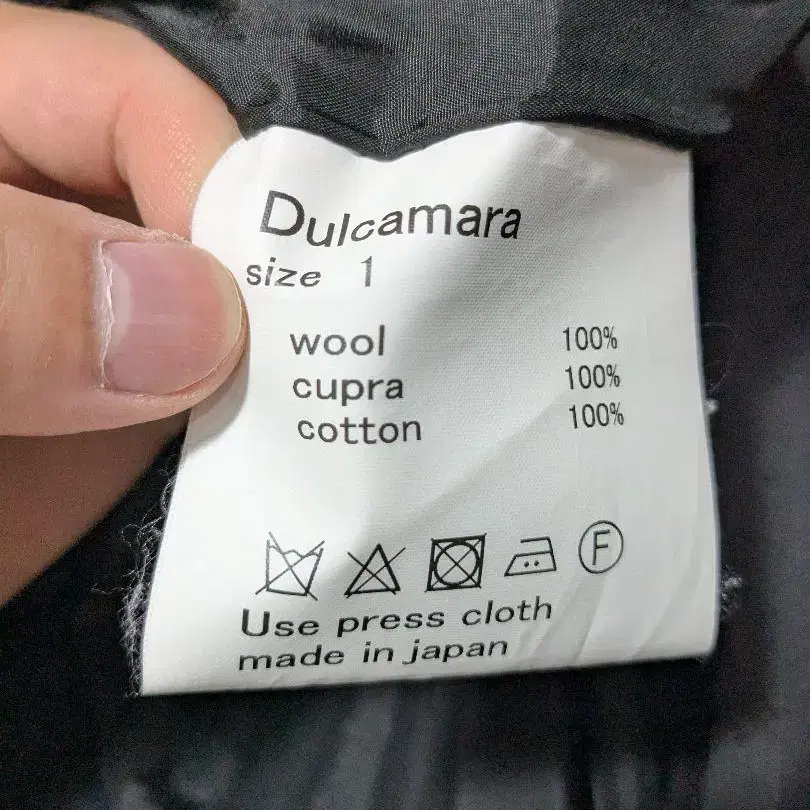 Dulcamara
size 1
wool 100%
cupra 100%
cotton 100%
F
Use press cloth
made in japan